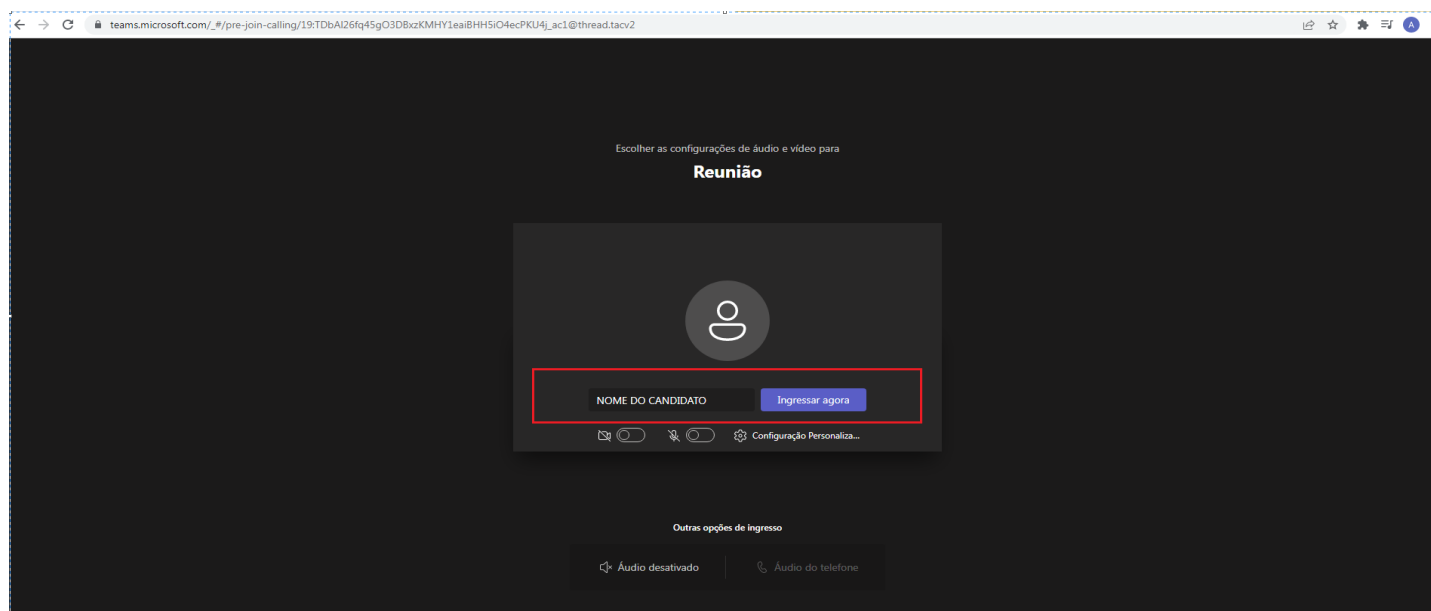 teams.microsoft.com/_#/pre-join-calling/19:TDbAI26fq45gO3DBxzKMHY1eaiBHH5iO4ecPKU4j_ac1@thread.tacv2
A
Escolher as configurações de áudio e vídeo para
Reunião
NOME DO CANDIDATO Ingressar agora
Configuração Personaliza...
Outras opções de ingresso
Áudio desativado Áudio do telefone